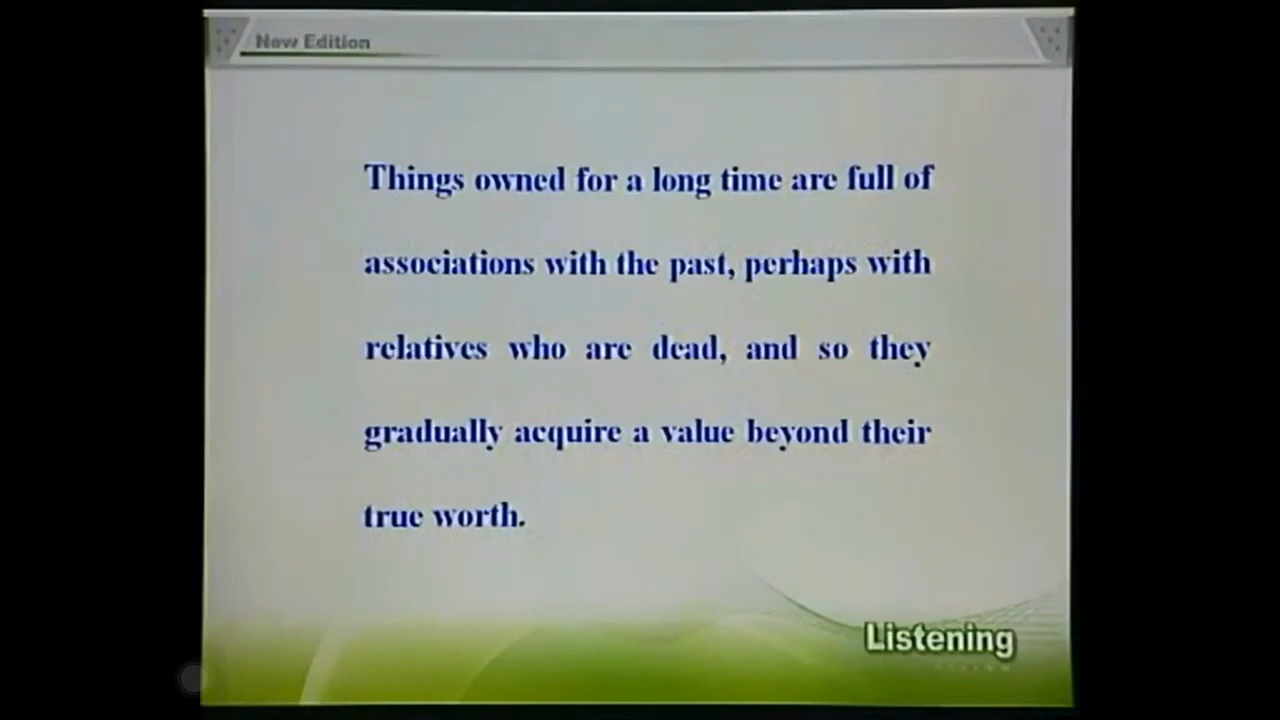 New Edition
Things owned for a long time are full of
associations with the past, perhaps with
relatives who are dead, and so they
gradually acquire a value beyond their
true worth.
Listening